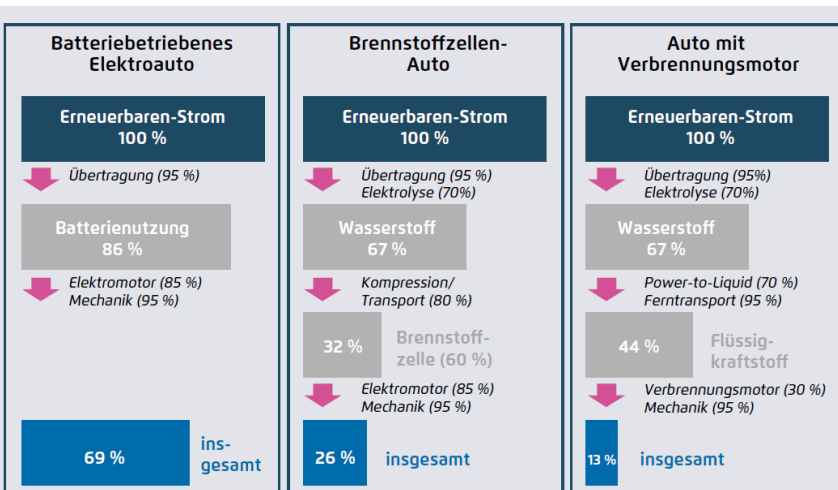 Batteriebetriebenes
Elektroauto
Erneuerbaren-Strom
100 %
Übertragung (95 %)
Batterienutzung
86 %
Elektromotor (85 %)
Mechanik (95 %)
69 %
ins-
gesamt
Brennstoffzellen-
Auto
Erneuerbaren-Strom
100 %
Übertragung (95 %)
Elektrolyse (70%)
Wasserstoff
67 %
Kompression/
Transport (80 %)
32 %
Brennstoff-
zelle (60 %)
Elektromotor (85 %)
Mechanik (95 %)
26 %
insgesamt
Auto mit
Verbrennungsmotor
Erneuerbaren-Strom
100 %
Übertragung (95%)
Elektrolyse (70%)
Wasserstoff
67 %
Power-to-Liquid (70 %)
Ferntransport (95 %)
44 %
Flüssig-
kraftstoff
Verbrennungsmotor (30 %)
Mechanik (95 %)
13 %
insgesamt